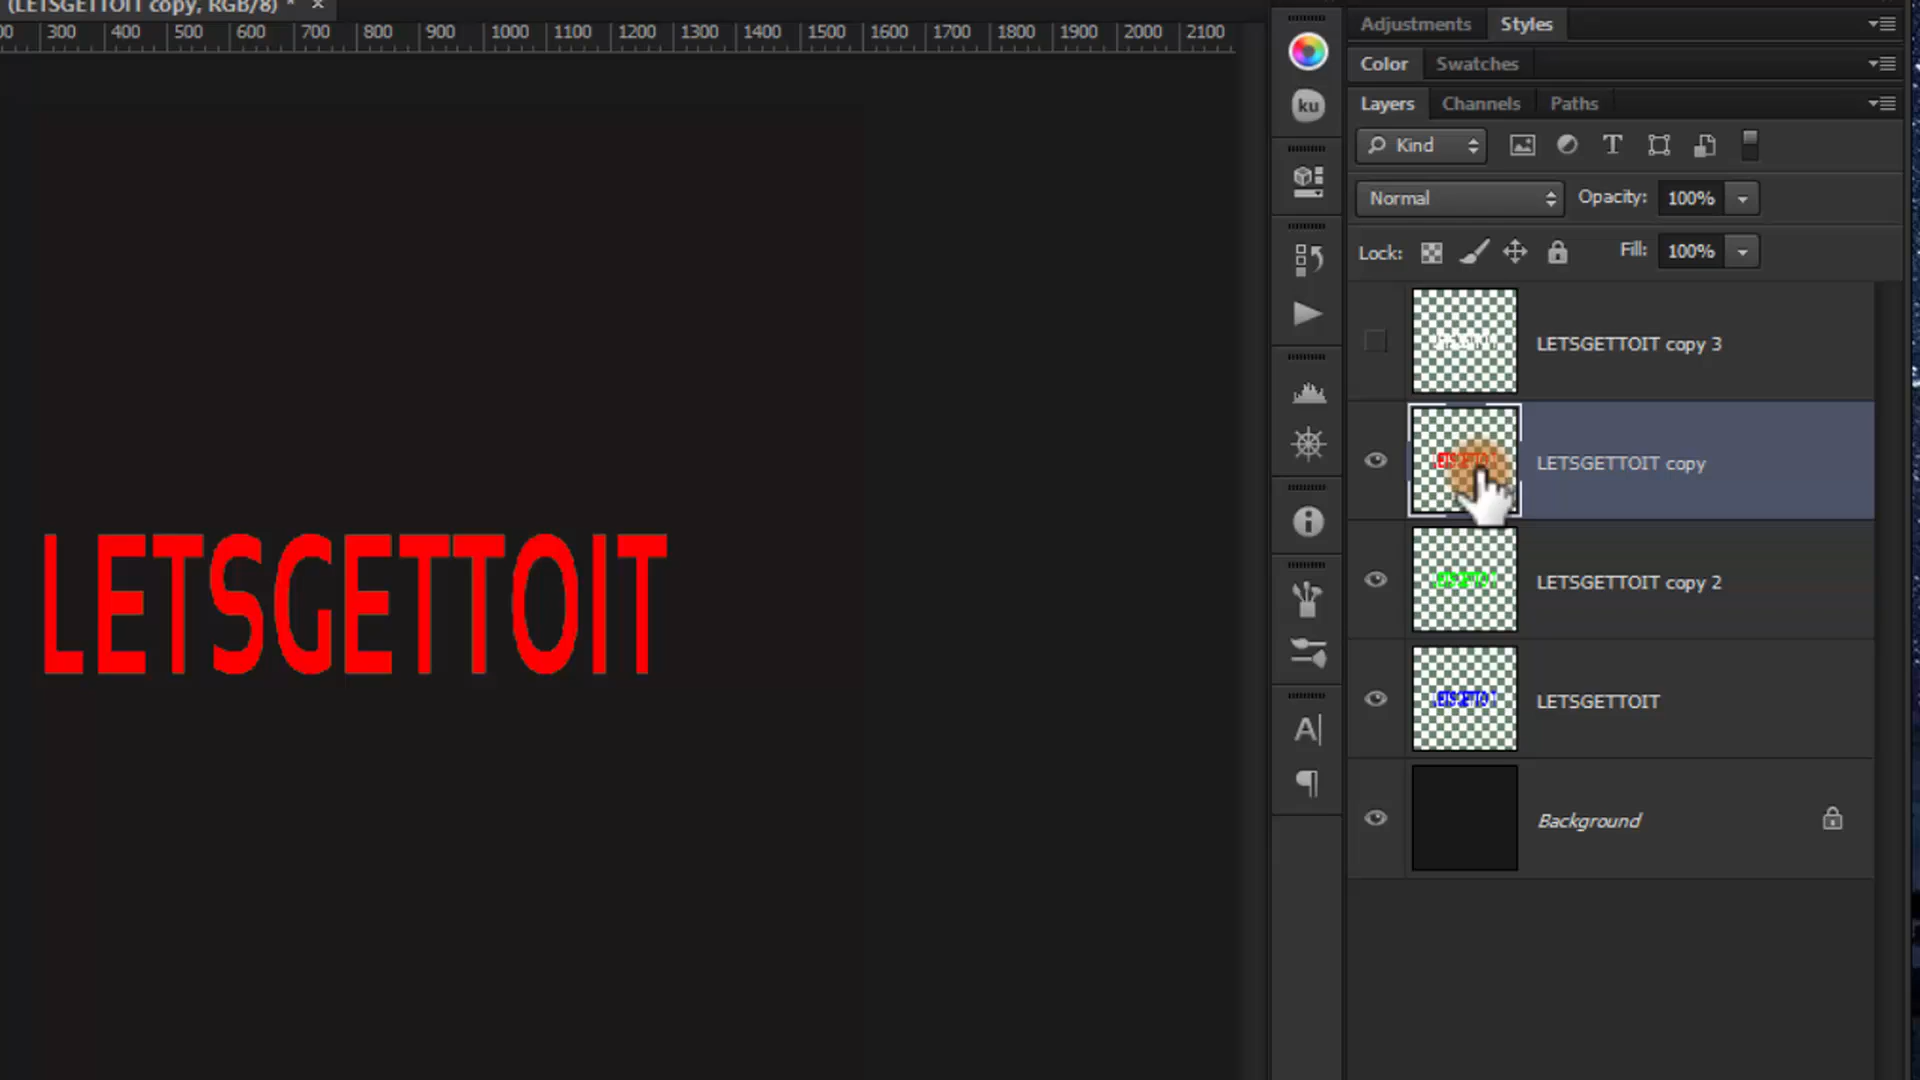 (LETSGETTOIT copy, RGB/8) * ×
300 400 500 600 700 800 900 1000 1100 1200 1300 1400 1500 1600 1700 1800 1900 2000 2100
LETSGETTOIT
ku
A|
Adjustments Styles
Color Swatches
Layers Channels Paths
Kind T
Normal Opacity: 100%
Lock: Fill: 100%
LETSGETTOIT copy 3
LETSGETTOIT copy
LETSGETTOIT copy 2
LETSGETTOIT
Background